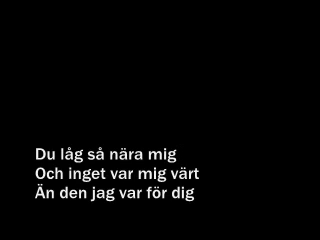 Du låg så nära mig
Och inget var mig värt
Än den jag var för dig